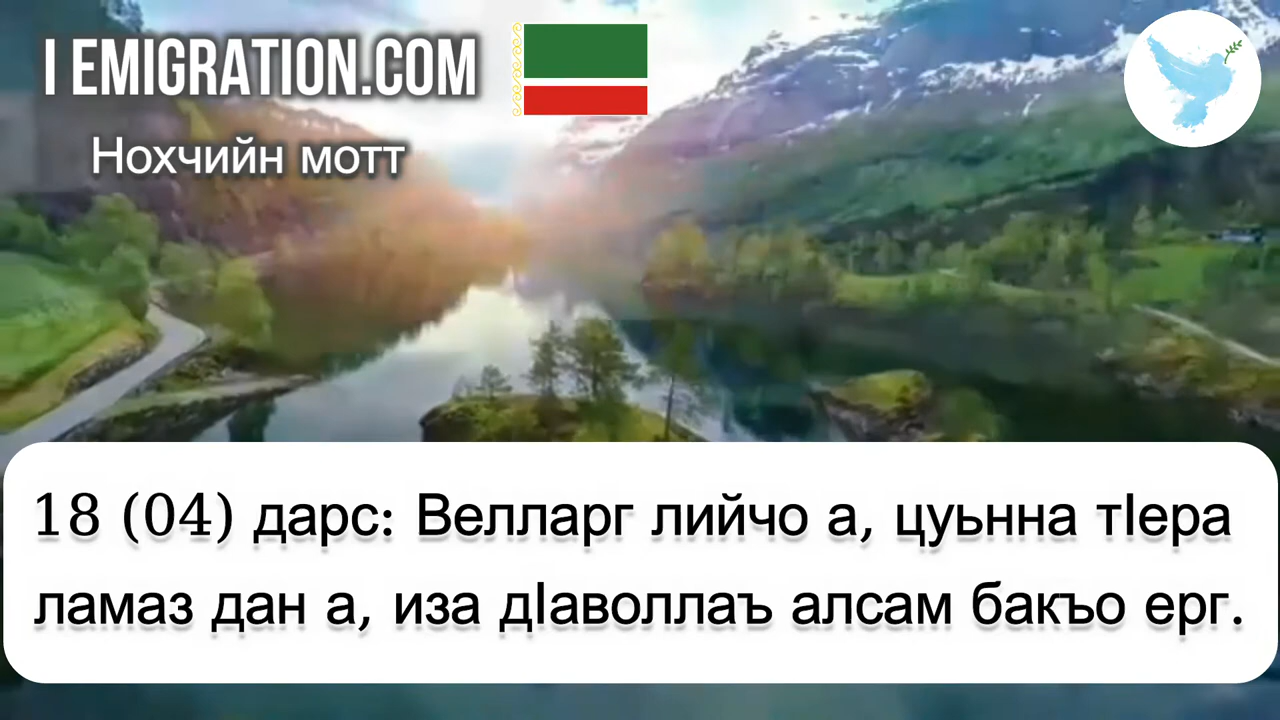 I EMIGRATION.COM
Нохчийн мотт
18 (04) дарс: Велларг лийчо а, цуьнна тӀера
ламаз дан а, иза дӀаволлаъ алсам бакъо ерг.